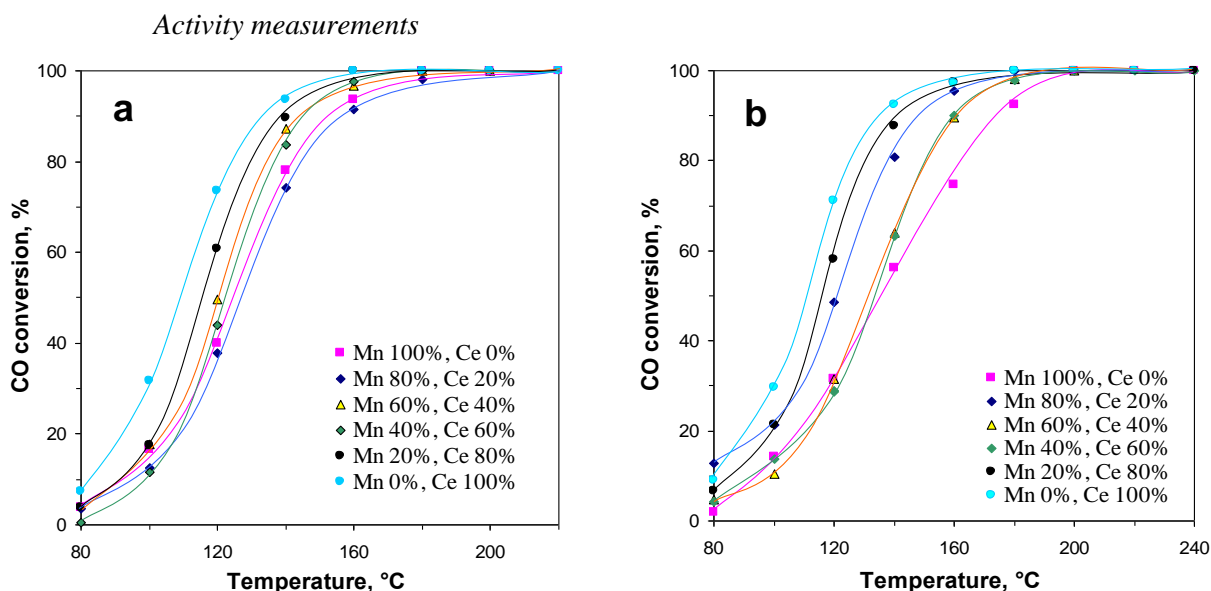 Activity measurements
a
CO conversion, %
100
80
60
40
20
0
Mn 100%, Ce 0%
Mn 80%, Ce 20%
Mn 60%, Ce 40%
Mn 40%, Ce 60%
Mn 20%, Ce 80%
Mn 0%, Ce 100%
80 120 160 200
Temperature, °C
b
CO conversion, %
100
80
60
40
20
0
Mn 100%, Ce 0%
Mn 80%, Ce 20%
Mn 60%, Ce 40%
Mn 40%, Ce 60%
Mn 20%, Ce 80%
Mn 0%, Ce 100%
80 120 160 200 240
Temperature, °C